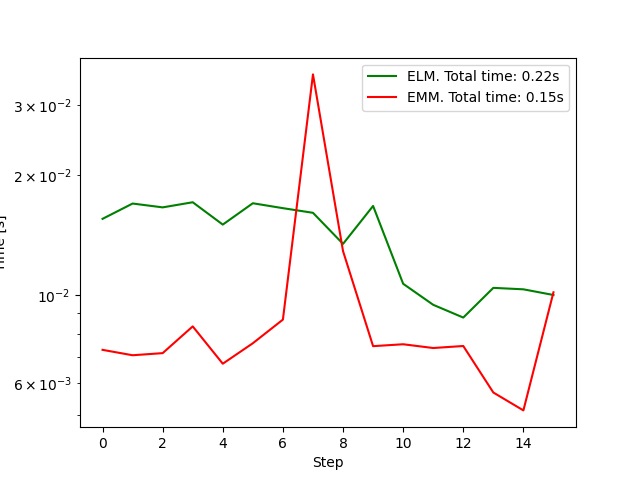 ELM. Total time: 0.22s
EMM. Total time: 0.15s
3 × 10⁻²
2 × 10⁻²
10⁻²
6 × 10⁻³
[s]
0 2 4 6 8 10 12 14
Step